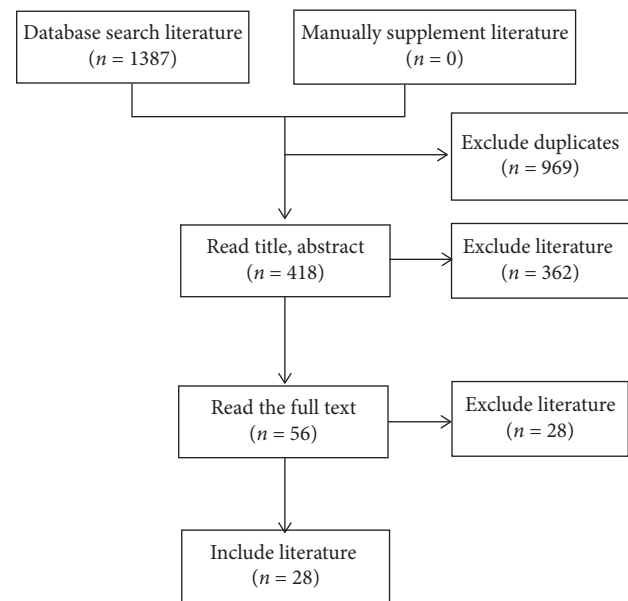 Database search literature
(n = 1387)
Manually supplement literature
(n = 0)
Exclude duplicates
(n = 969)
Read title, abstract
(n = 418)
Exclude literature
(n = 362)
Read the full text
(n = 56)
Exclude literature
(n = 28)
Include literature
(n = 28)